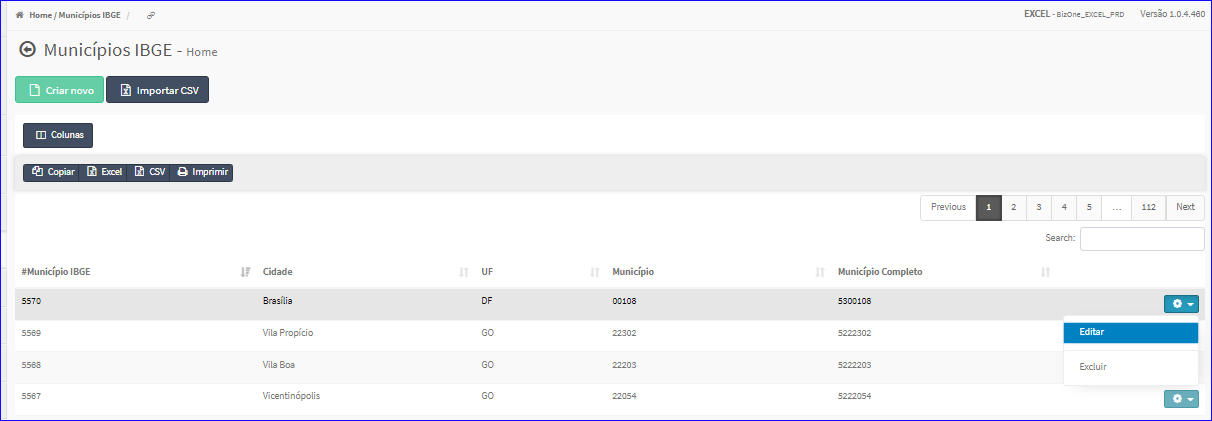 Home / Municípios IBGE /
EXCEL - BizOne_EXCEL_PRD Versão 1.0.4.460
Municípios IBGE - Home
Criar novo Importar CSV
Colunas
Copiar Excel CSV Imprimir
Previous 1 2 3 4 5 ... 112 Next
Search:
#Município IBGE Cidade UF Município Município Completo
5570 Brasília DF 00108 5300108
5569 Vila Propício GO 22302 5222302
Editar
5568 Vila Boa GO 22203 5222203
Excluir
5567 Vicentinópolis GO 22054 5222054